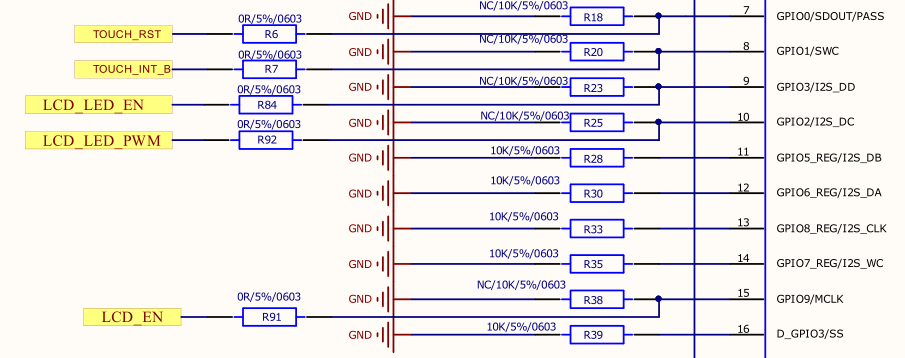 NC/10K/5%/0603
GND R18 7 GPIO0/SDOUT/PASS
0R/5%/0603
TOUCH_RST R6
NC/10K/5%/0603
GND R20 8 GPIO1/SWC
0R/5%/0603
TOUCH_INT_B R7
NC/10K/5%/0603
GND R23 9 GPIO3/I2S_DD
0R/5%/0603
LCD_LED_EN R84
NC/10K/5%/0603
GND R25 10 GPIO2/I2S_DC
0R/5%/0603
LCD_LED_PWM R92
10K/5%/0603
GND R28 11 GPIO5_REG/I2S_DB
10K/5%/0603
GND R30 12 GPIO6_REG/I2S_DA
10K/5%/0603
GND R33 13 GPIO8_REG/I2S_CLK
10K/5%/0603
GND R35 14 GPIO7_REG/I2S_WC
NC/10K/5%/0603
GND R38 15 GPIO9/MCLK
0R/5%/0603
LCD_EN R91
10K/5%/0603
GND R39 16 D_GPIO3/SS